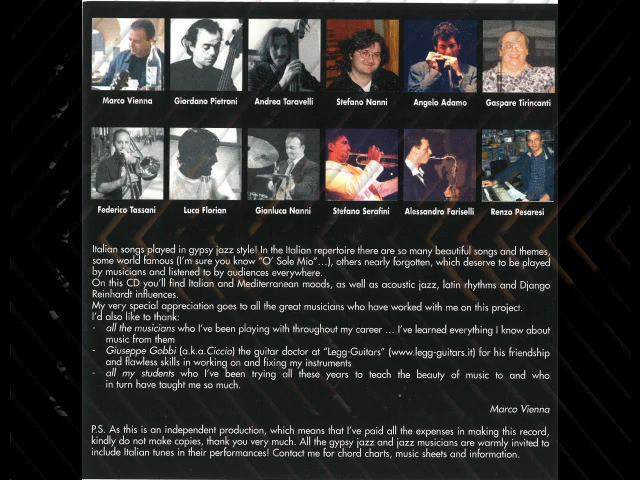 Marco Vienna Giordano Pietroni Andrea Taravelli Stefano Nanni Angelo Adamo Gaspare Tirincanti
Federico Tassani Luca Florian Gianluca Nanni Stefano Serafini Alessandro Fariselli Renzo Pesaresi
Italian songs played in gypsy jazz style! In the Italian repertoire there are so many beautiful songs and themes,
some world famous (I'm sure you know "O' Sole Mio"...), others nearly forgotten, which deserve to be played
by musicians and listened to by audiences everywhere.
On this CD you'll find Italian and Mediterranean moods, as well as acoustic jazz, latin rhythms and Django
Reinhardt influences.
My very special appreciation goes to all the great musicians who have worked with me on this project.
I'd also like to thank:
- all the musicians who I've been playing with throughout my career ... I've learned everything I know about
music from them
- Giuseppe Gobbi (a.k.a.Ciccio) the guitar doctor at "Legg-Guitars" (www.legg-guitars.it) for his friendship
and flawless skills in working on and fixing my instruments
- all my students who I've been trying all these years to teach the beauty of music to and who
in turn have taught me so much.
Marco Vienna
P.S. As this is an independent production, which means that I've paid all the expenses in making this record,
kindly do not make copies, thank you very much. All the gypsy jazz and jazz musicians are warmly invited to
include Italian tunes in their performances! Contact me for chord charts, music sheets and information.